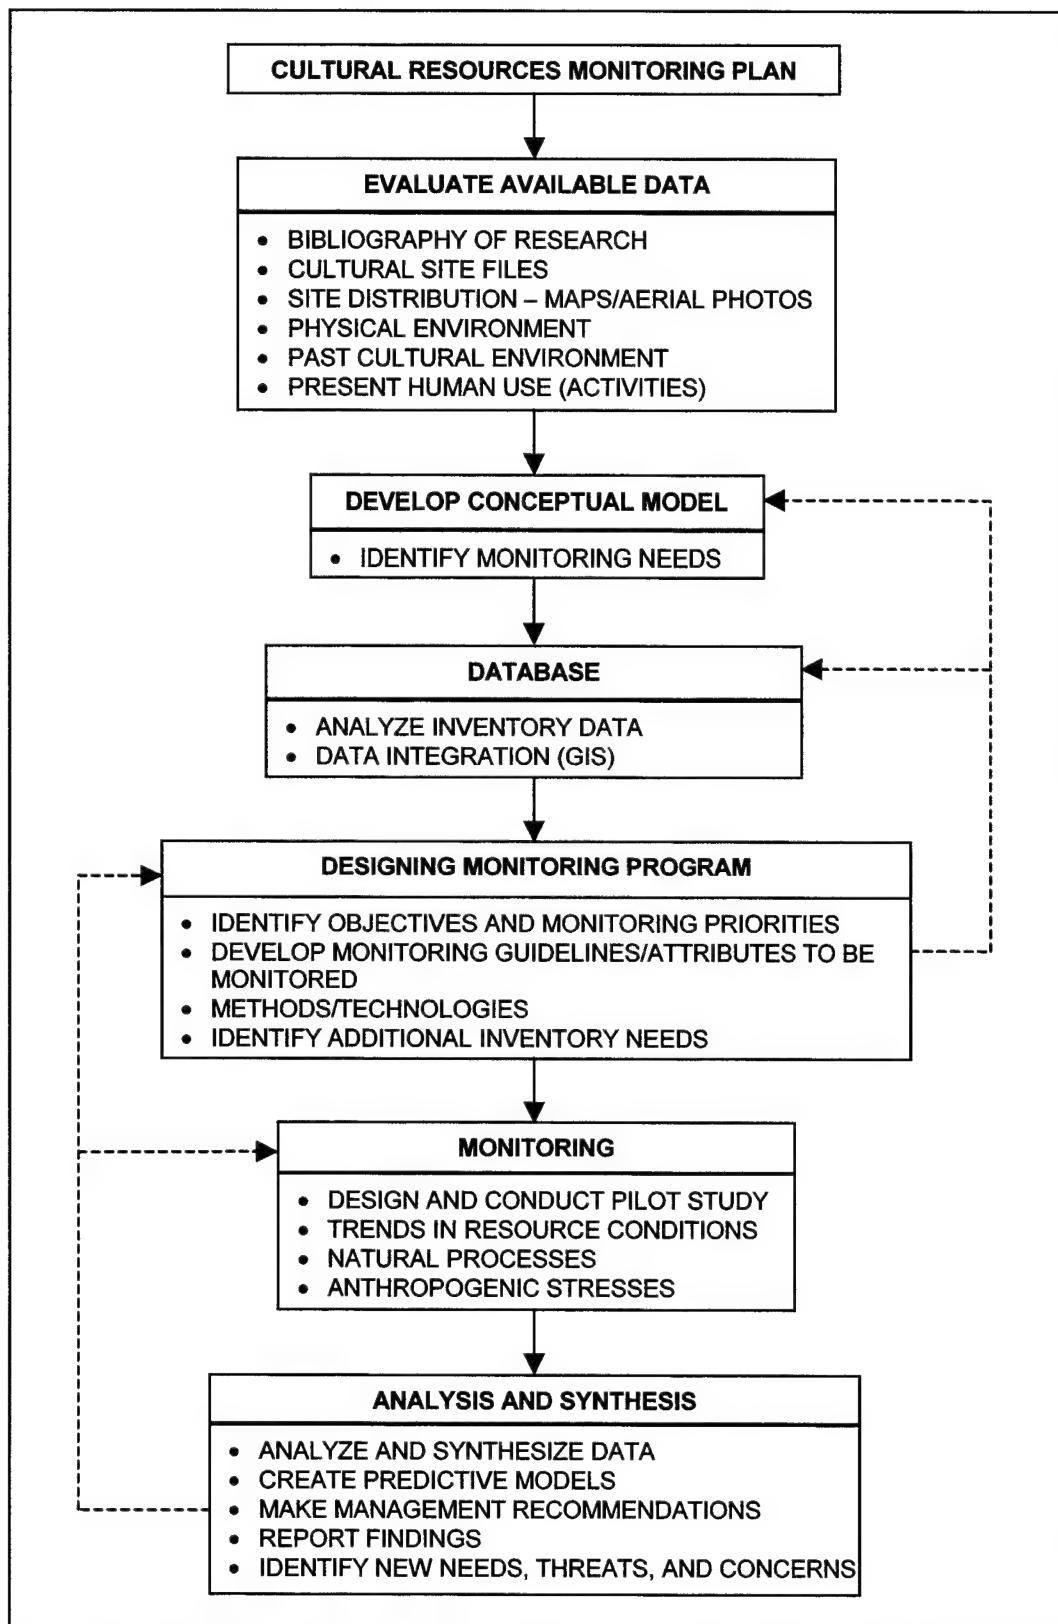 CULTURAL RESOURCES MONITORING PLAN
EVALUATE AVAILABLE DATA
• BIBLIOGRAPHY OF RESEARCH
• CULTURAL SITE FILES
• SITE DISTRIBUTION – MAPS/AERIAL PHOTOS
• PHYSICAL ENVIRONMENT
• PAST CULTURAL ENVIRONMENT
• PRESENT HUMAN USE (ACTIVITIES)
DEVELOP CONCEPTUAL MODEL
• IDENTIFY MONITORING NEEDS
DATABASE
• ANALYZE INVENTORY DATA
• DATA INTEGRATION (GIS)
DESIGNING MONITORING PROGRAM
• IDENTIFY OBJECTIVES AND MONITORING PRIORITIES
• DEVELOP MONITORING GUIDELINES/ATTRIBUTES TO BE
MONITORED
• METHODS/TECHNOLOGIES
• IDENTIFY ADDITIONAL INVENTORY NEEDS
MONITORING
• DESIGN AND CONDUCT PILOT STUDY
• TRENDS IN RESOURCE CONDITIONS
• NATURAL PROCESSES
• ANTHROPOGENIC STRESSES
ANALYSIS AND SYNTHESIS
• ANALYZE AND SYNTHESIZE DATA
• CREATE PREDICTIVE MODELS
• MAKE MANAGEMENT RECOMMENDATIONS
• REPORT FINDINGS
• IDENTIFY NEW NEEDS, THREATS, AND CONCERNS